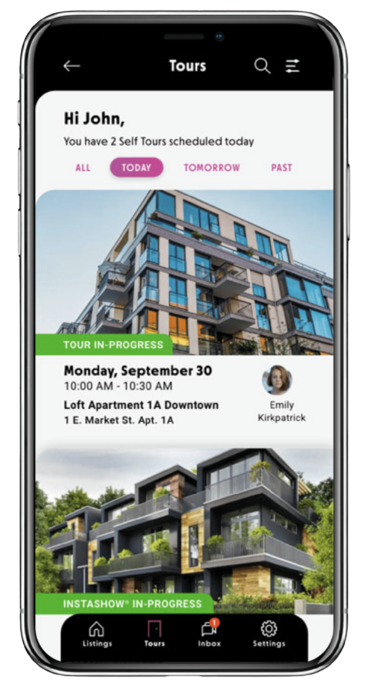 Tours
Hi John,
You have 2 Self Tours scheduled today
ALL TODAY TOMORROW PAST
TOUR IN-PROGRESS
Monday, September 30
10:00 AM - 10:30 AM
Loft Apartment 1A Downtown
1 E. Market St. Apt. 1A
Emily
Kirkpatrick
INSTASHOW® IN-PROGRESS
1
Listings Tours Inbox Settings